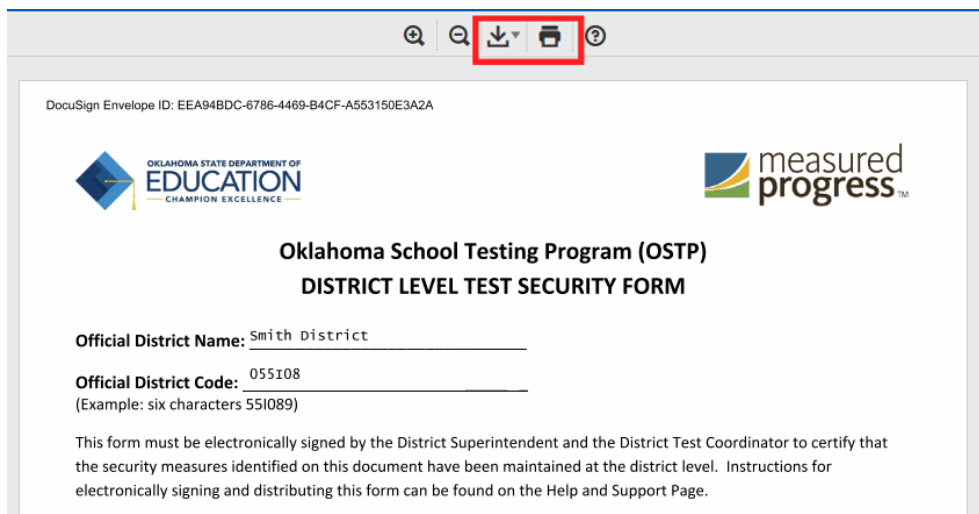 DocuSign Envelope ID: EEA94BDC-6786-4469-B4CF-A553150E3A2A
OKLAHOMA STATE DEPARTMENT OF
EDUCATION
CHAMPION EXCELLENCE
measured
progress™
Oklahoma School Testing Program (OSTP)
DISTRICT LEVEL TEST SECURITY FORM
Official District Name: Smith District
Official District Code: 055I08
(Example: six characters 55I089)
This form must be electronically signed by the District Superintendent and the District Test Coordinator to certify that
the security measures identified on this document have been maintained at the district level. Instructions for
electronically signing and distributing this form can be found on the Help and Support Page.